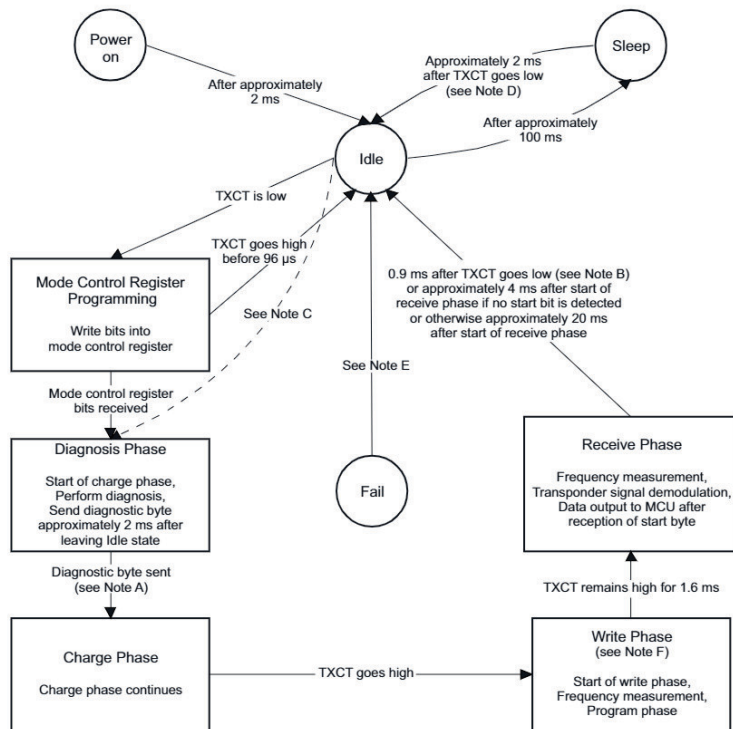 Power
on
After approximately
2 ms
Approximately 2 ms
after TXCT goes low
(see Note D)
Sleep
Idle
After approximately
100 ms
TXCT is low
TXCT goes high
before 96 µs
Mode Control Register
Programming
Write bits into
mode control register
See Note C
0.9 ms after TXCT goes low (see Note B)
or approximately 4 ms after start of
receive phase if no start bit is detected
or otherwise approximately 20 ms
after start of receive phase
See Note E
Mode control register
bits received
Diagnosis Phase
Start of charge phase,
Perform diagnosis,
Send diagnostic byte
approximately 2 ms after
leaving Idle state
Fail
Receive Phase
Frequency measurement,
Transponder signal demodulation,
Data output to MCU after
reception of start byte
Diagnostic byte sent
(see Note A)
TXCT remains high for 1.6 ms
Charge Phase
Charge phase continues
TXCT goes high
Write Phase
(see Note F)
Start of write phase,
Frequency measurement,
Program phase